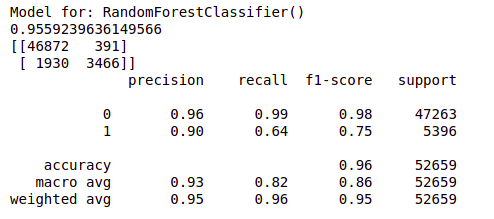 Model for: RandomForestClassifier()
0.9559239636149566
[[46872   391]
 [ 1930  3466]]
              precision    recall  f1-score   support

           0       0.96      0.99      0.98     47263
           1       0.90      0.64      0.75      5396

    accuracy                           0.96     52659
   macro avg       0.93      0.82      0.86     52659
weighted avg       0.95      0.96      0.95     52659